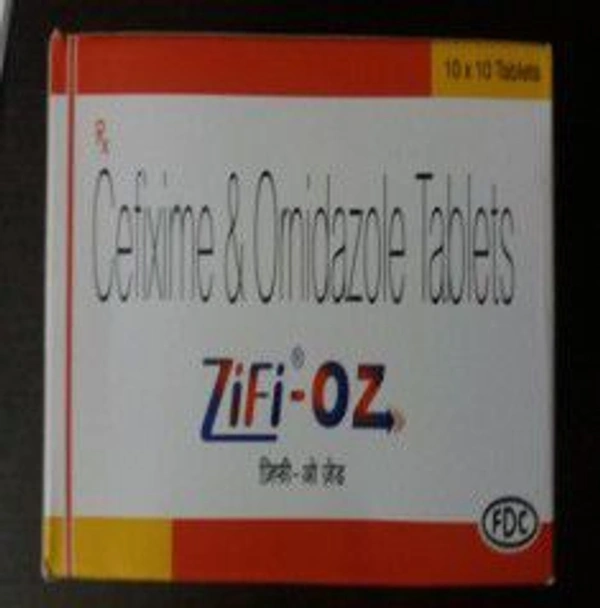 10 x 10 Tablets
Rx
Cefixime & Ornidazole Tablets
ZiFi®-OZ
ज़िफी-ओ ज़ेड
FDC